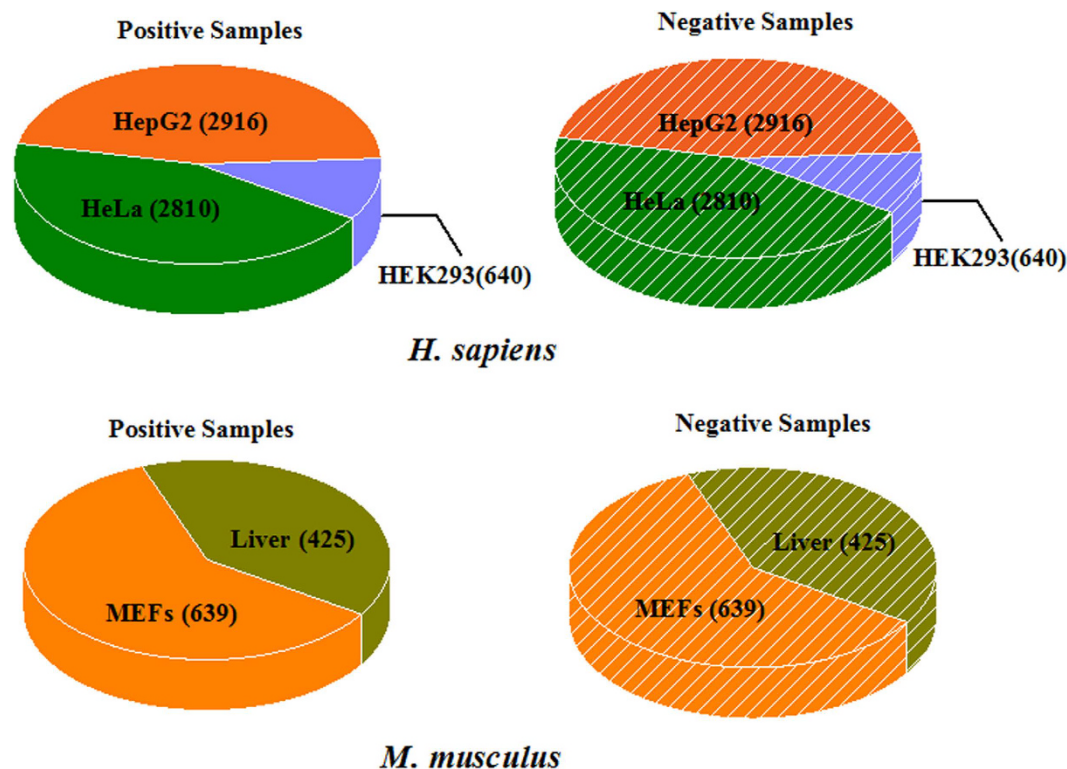 Positive Samples
Negative Samples
HepG2 (2916)
HepG2 (2916)
HeLa (2810)
HeLa (2810)
HEK293(640)
HEK293(640)
H. sapiens
Positive Samples
Negative Samples
Liver (425)
Liver (425)
MEFs (639)
MEFs (639)
M. musculus